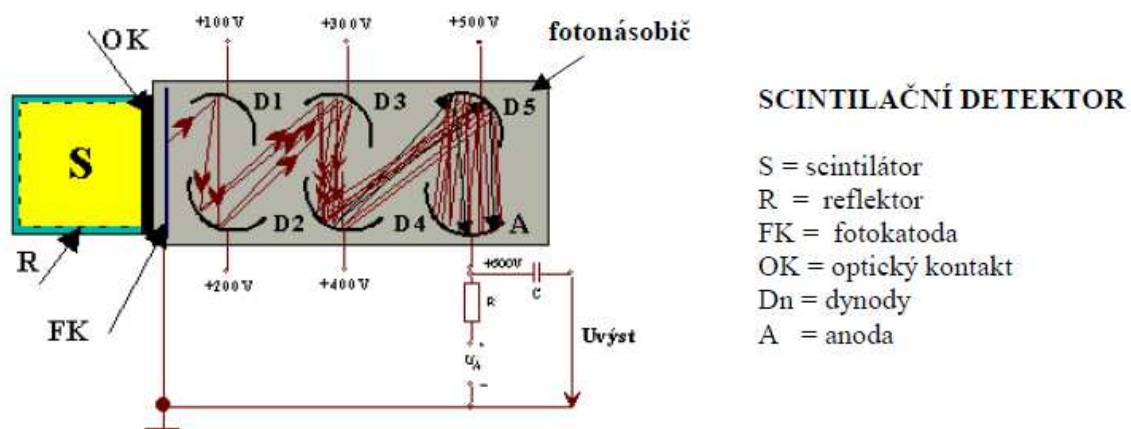 +100V
+300V
+500V
fotonásobič
OK
D1
D3
D5
S
D2
D4
A
R
+200V
+400V
+600V
R
C
FK
Uvýst
+
U_A
–
SCINTILAČNÍ DETEKTOR
S = scintilátor
R = reflektor
FK = fotokatoda
OK = optický kontakt
Dn = dynody
A = anoda